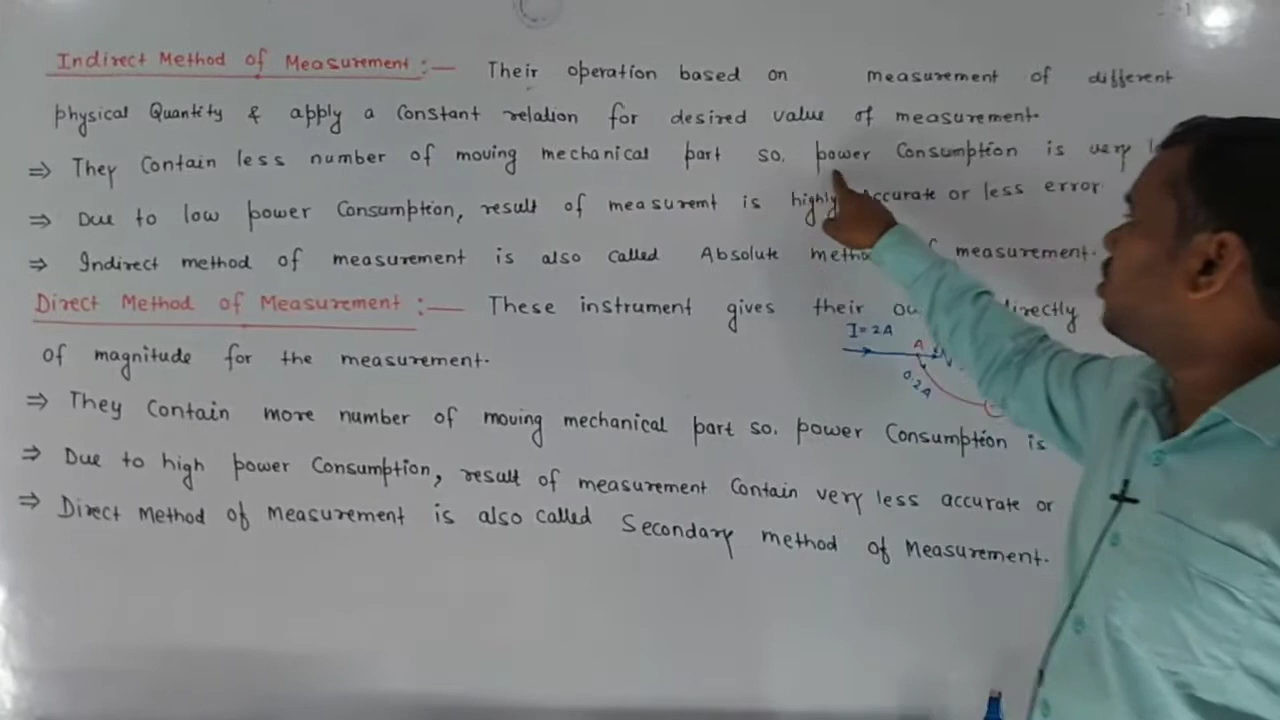 Indirect Method of Measurement :— Their operation based on measurement of different
physical Quantity & apply a Constant relation for desired value of measurement.
⇒ They Contain less number of moving mechanical part so, power Consumption is very
⇒ Due to low power Consumption, result of measuremt is highly Accurate or less error
⇒ Indirect method of measurement is also called Absolute measurement.
Direct Method of Measurement :— These instrument gives their
I = 2A
A
0.2A
of magnitude for the measurement.
⇒ They Contain more number of moving mechanical part so, power Consumption is
⇒ Due to high power Consumption, result of measurement Contain very less accurate or
⇒ Direct Method of Measurement is also called Secondary method of Measurement.